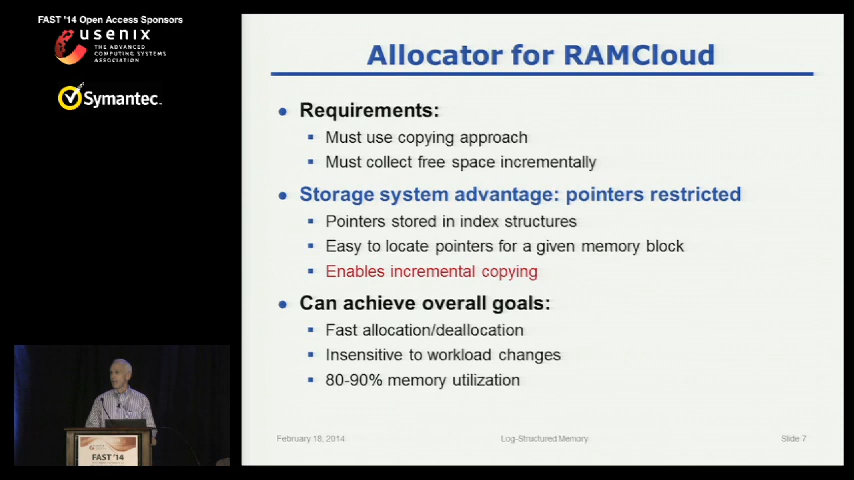 FAST '14 Open Access Sponsors
usenix
THE ADVANCED
COMPUTING SYSTEMS
ASSOCIATION
Symantec.
Allocator for RAMCloud
Requirements:
Must use copying approach
Must collect free space incrementally
Storage system advantage: pointers restricted
Pointers stored in index structures
Easy to locate pointers for a given memory block
Enables incremental copying
Can achieve overall goals:
Fast allocation/deallocation
Insensitive to workload changes
80-90% memory utilization
February 18, 2014
Log-Structured Memory
Slide 7
FAST '14